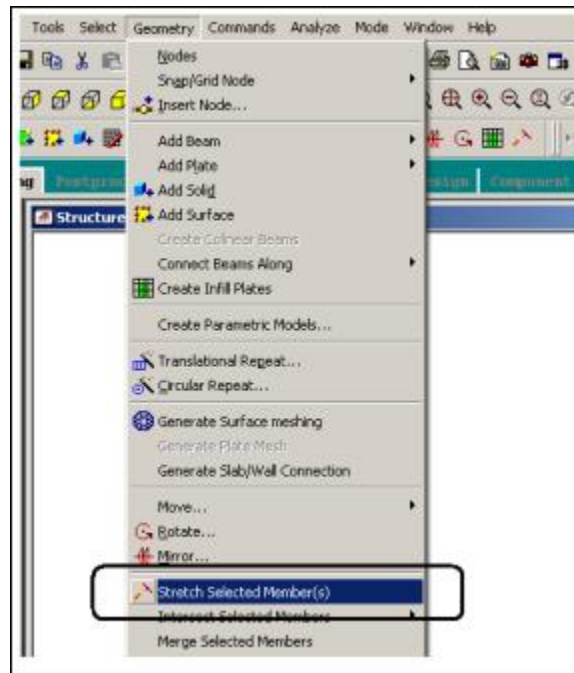 Tools Select Geometry Commands Analyze Mode Window Help
Nodes
Snap/Grid Node
Insert Node...
Add Beam
Add Plate
Add Solid
Add Surface
Create Colinear Beams
Connect Beams Along
Create Infill Plates
Create Parametric Models...
Translational Repeat...
Circular Repeat...
Generate Surface meshing
Generate Plate Mesh
Generate Slab/Wall Connection
Move...
Rotate...
Mirror...
Stretch Selected Member(s)
Intersect Selected Members
Merge Selected Members
Structure
Component